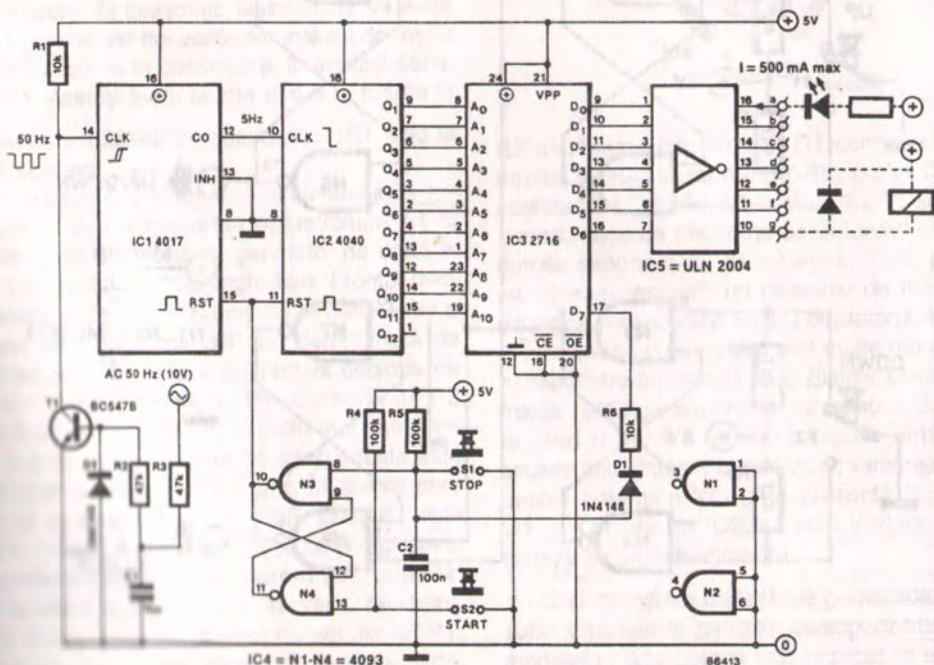 R1
10k
50 Hz
14
CLK
16
CO
12
13
8
IC1 4017
RST
15
5Hz
10
CLK
16
8
IC2 4040
11
RST
Q1
Q2
Q6
Q8
Q9
Q10
Q11
Q12
9
7
6
5
3
2
4
13
12
14
15
1
8
7
6
5
4
3
2
1
23
22
19
A0
A1
A2
A3
A4
A5
A6
A7
A8
A9
A10
24
21
VPP
IC3 2716
D0
D1
D2
D3
D4
D5
D6
D7
9
10
11
13
14
15
16
17
12
18
20
CE
OE
1
2
3
4
5
6
7
16
15
11
10
IC5 = ULN 2004
5V
I = 500 mA max
AC 50 Hz (10V)
T1
BC547B
D1
R2
47k
R3
47k
R4
100k
R5
100k
5V
S1
STOP
C2
100n
S2
START
R6
10k
D1
1N4148
10
N3
8
9
11
N4
12
13
3
N1
1
2
4
N2
5
6
0
IC4 = N1-N4 = 4093
86413